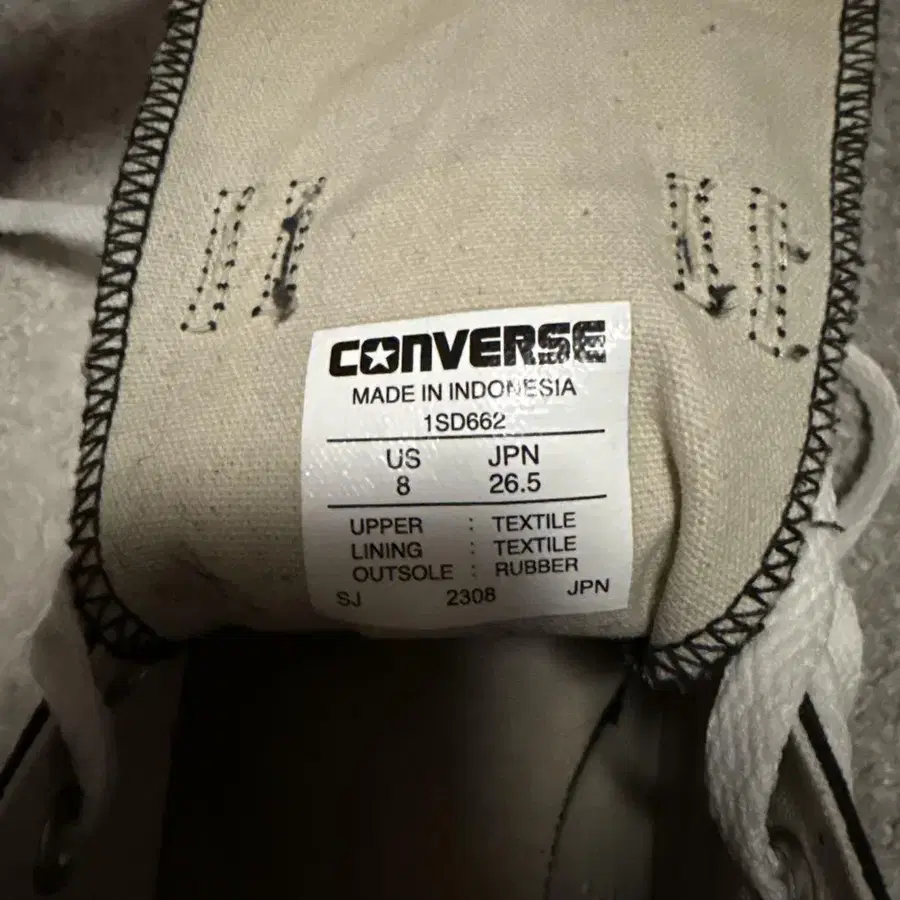 CONVERSE
MADE IN INDONESIA
1SD662
US JPN
8 26.5
UPPER : TEXTILE
LINING : TEXTILE
OUTSOLE : RUBBER
SJ 2308 JPN